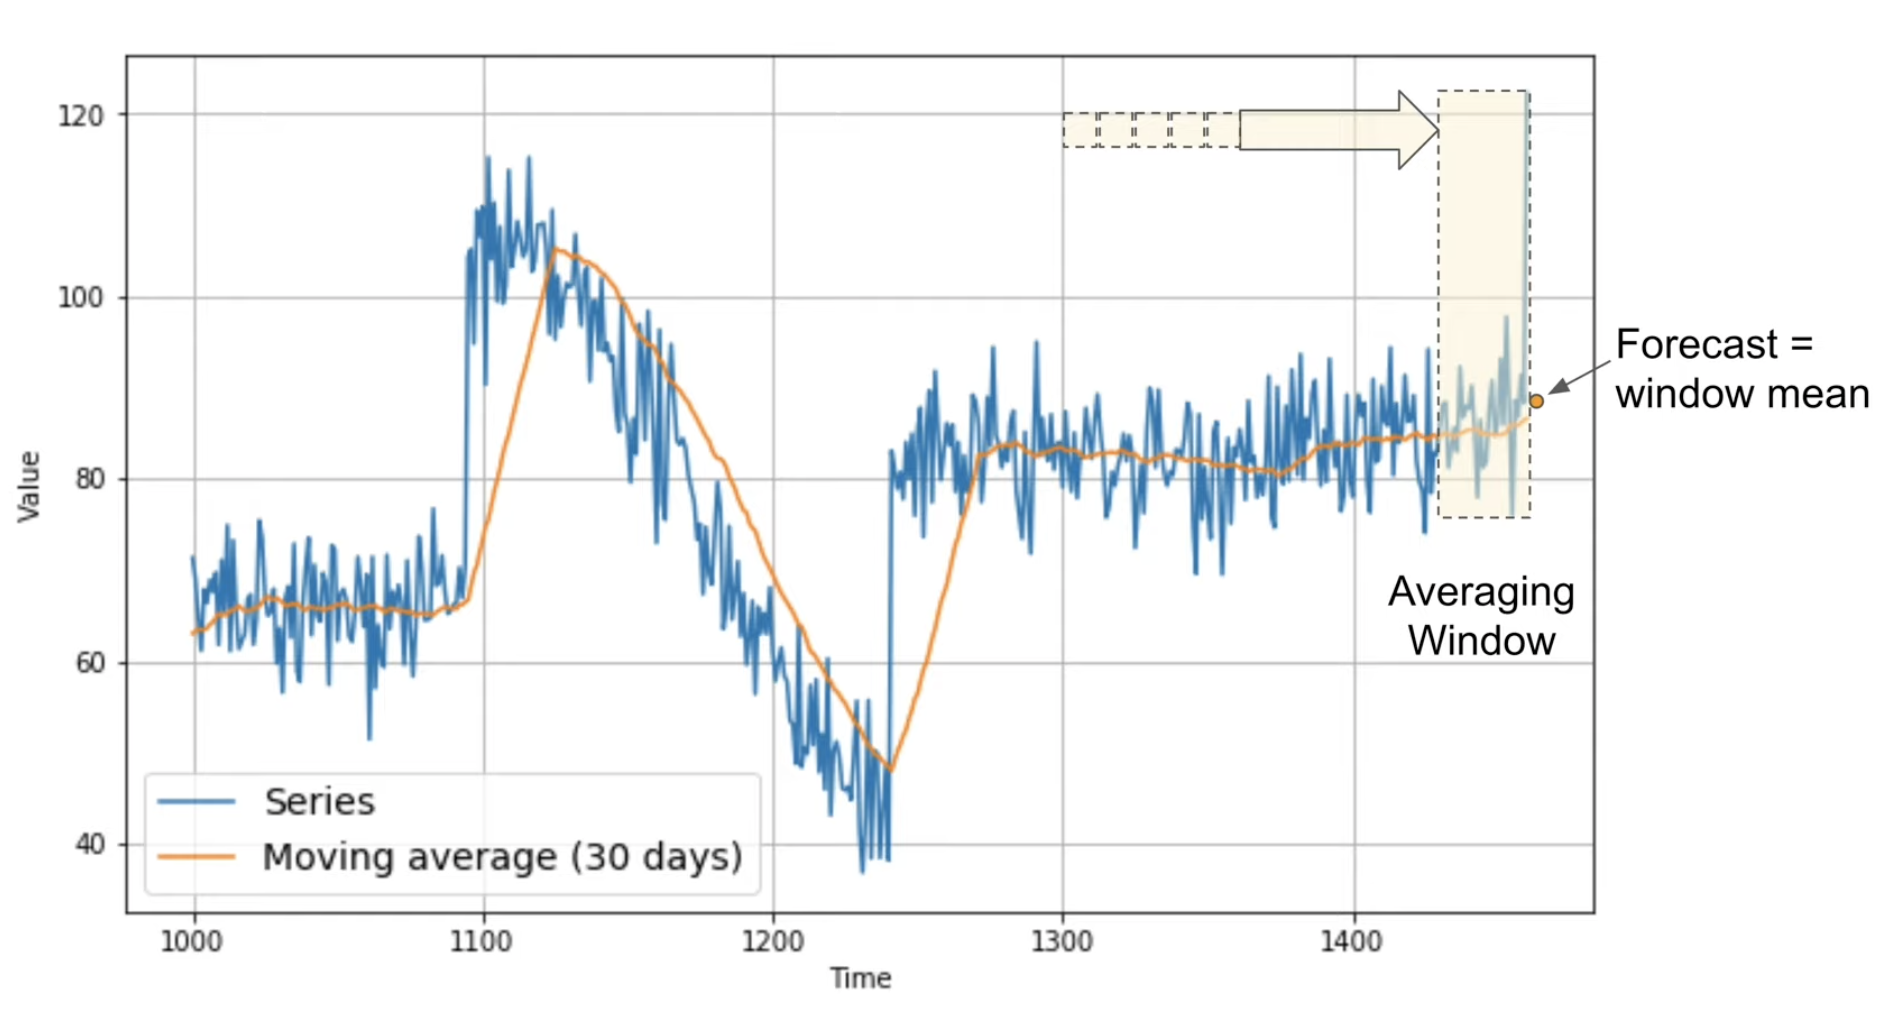 120
100
80
60
40
Value
1000
1100
1200
1300
1400
Time
Series
Moving average (30 days)
Forecast =
window mean
Averaging
Window